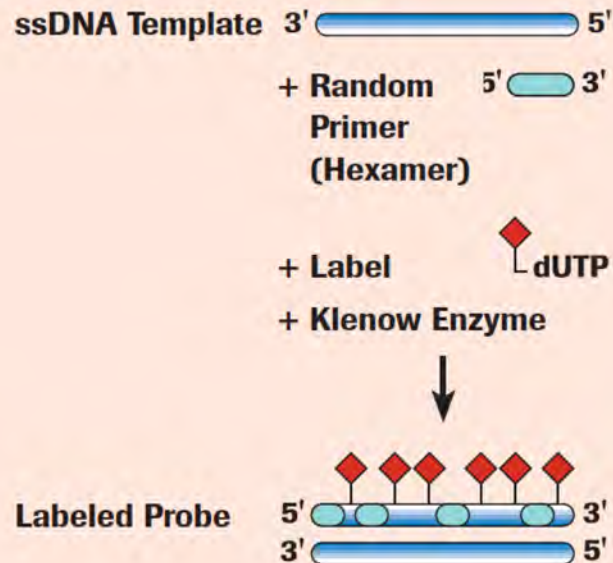 ssDNA Template 3' 5'
+ Random 5' 3'
Primer
(Hexamer)
+ Label dUTP
+ Klenow Enzyme
Labeled Probe 5' 3'
3' 5'